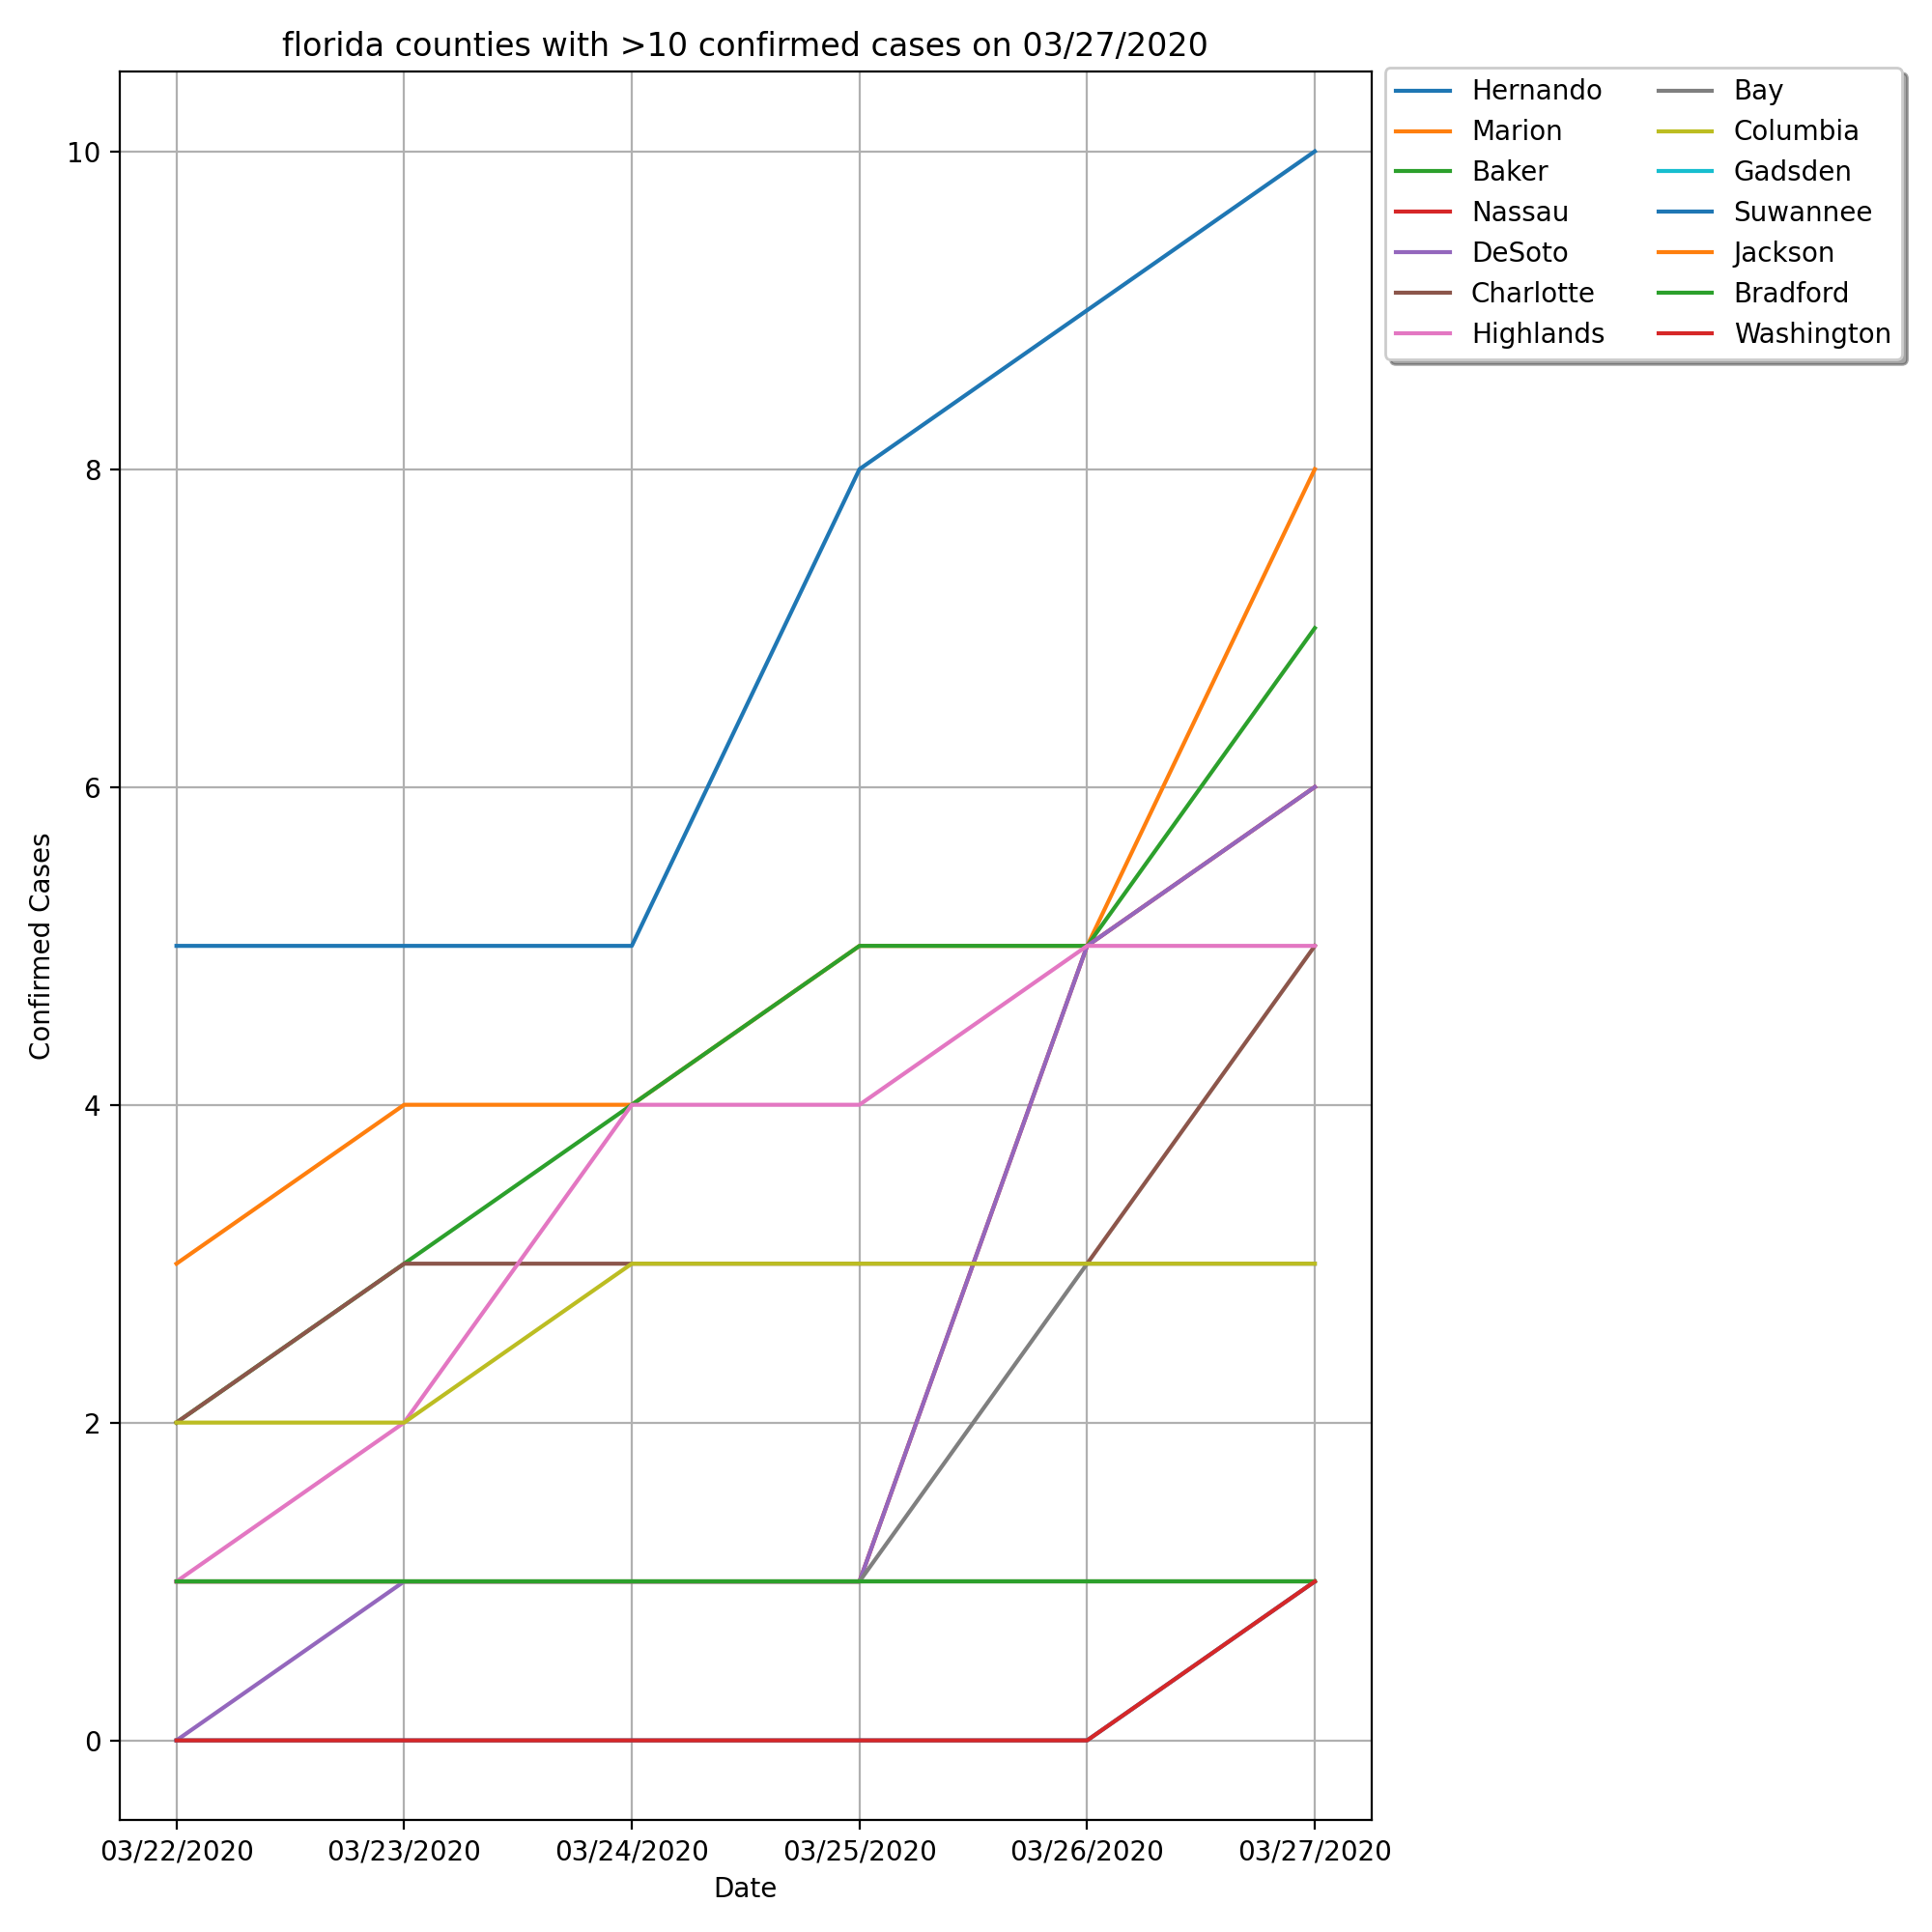 florida counties with >10 confirmed cases on 03/27/2020
Hernando
Marion
Baker
Nassau
DeSoto
Charlotte
Highlands
Bay
Columbia
Gadsden
Suwannee
Jackson
Bradford
Washington
Confirmed Cases
10
8
6
4
2
0
03/22/2020 03/23/2020 03/24/2020 03/25/2020 03/26/2020 03/27/2020
Date